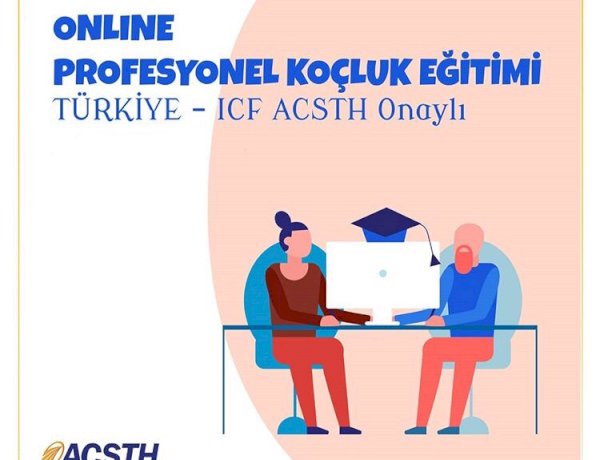 ONLINE
PROFESYONEL KOÇLUK EĞİTİMİ
TÜRKİYE - ICF ACSTH Onaylı
ACSTH